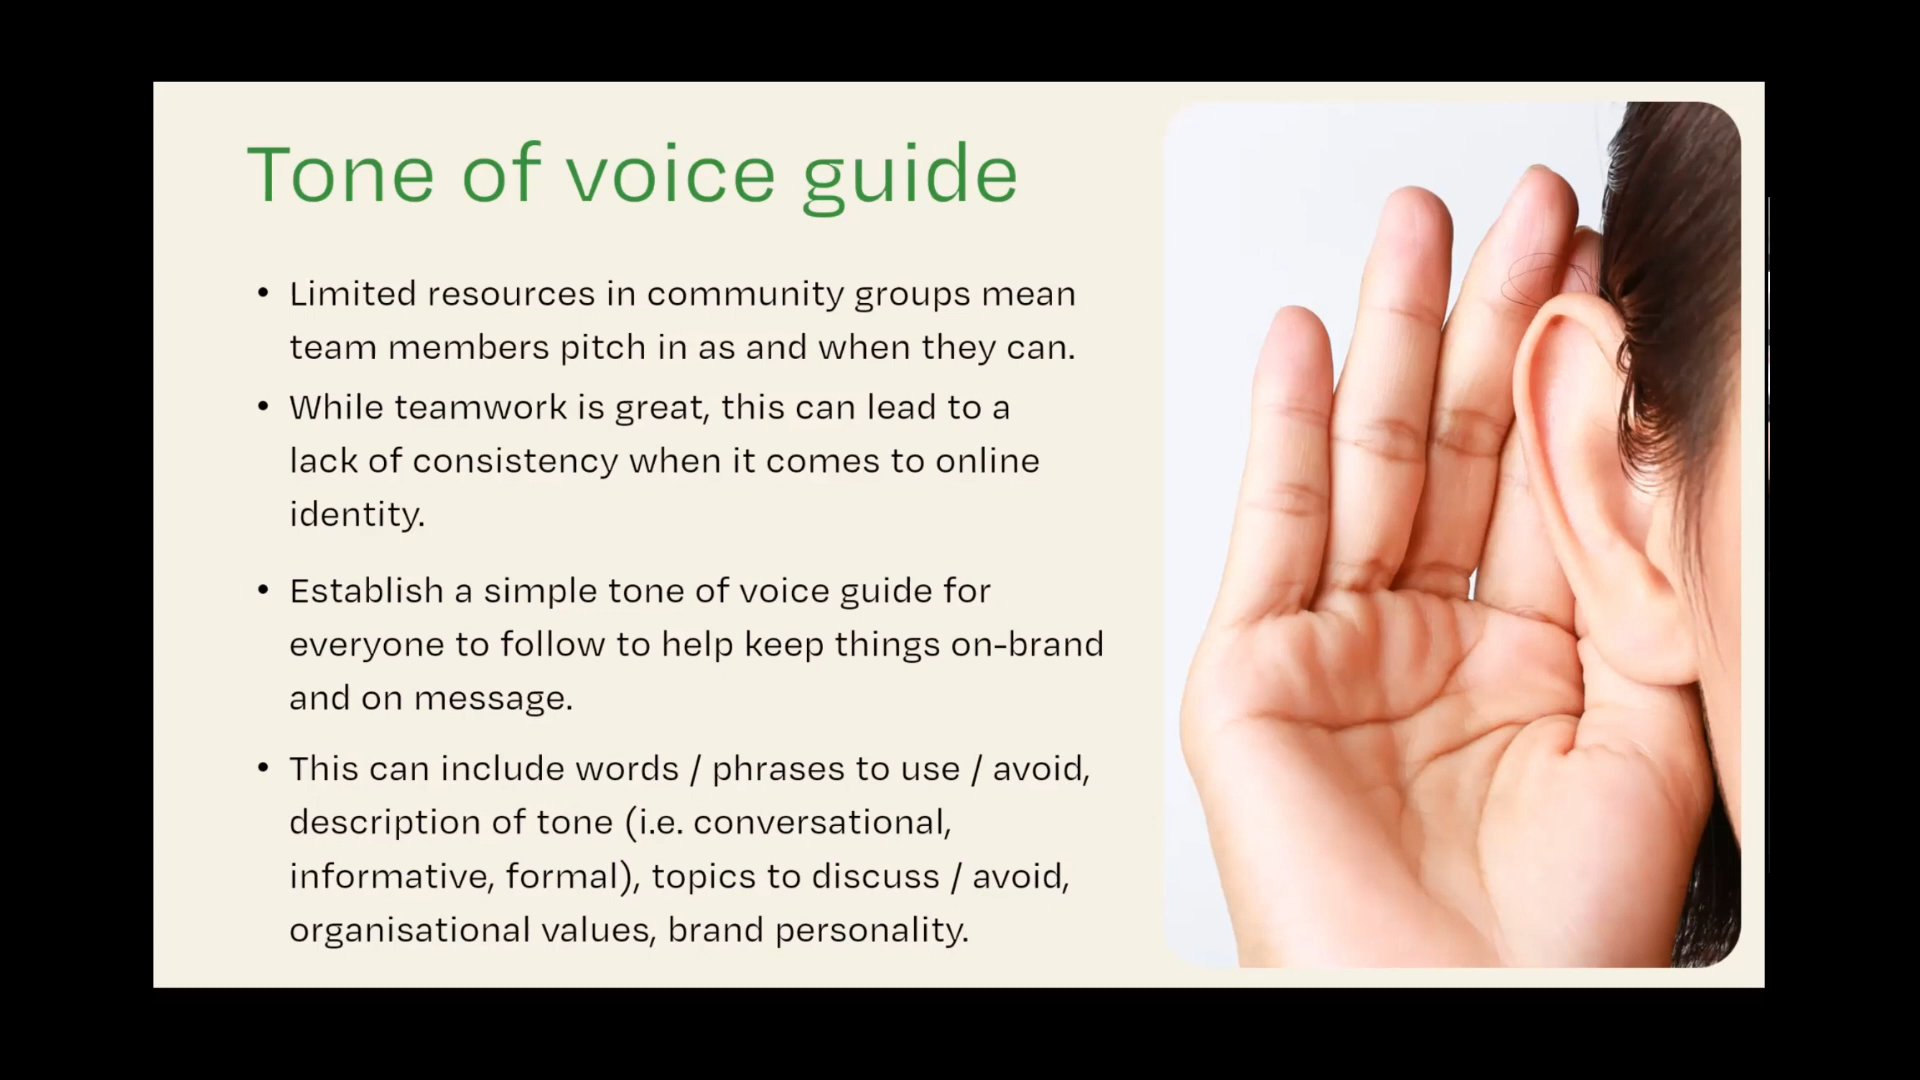 Tone of voice guide
• Limited resources in community groups mean
team members pitch in as and when they can.
• While teamwork is great, this can lead to a
lack of consistency when it comes to online
identity.
• Establish a simple tone of voice guide for
everyone to follow to help keep things on-brand
and on message.
• This can include words / phrases to use / avoid,
description of tone (i.e. conversational,
informative, formal), topics to discuss / avoid,
organisational values, brand personality.